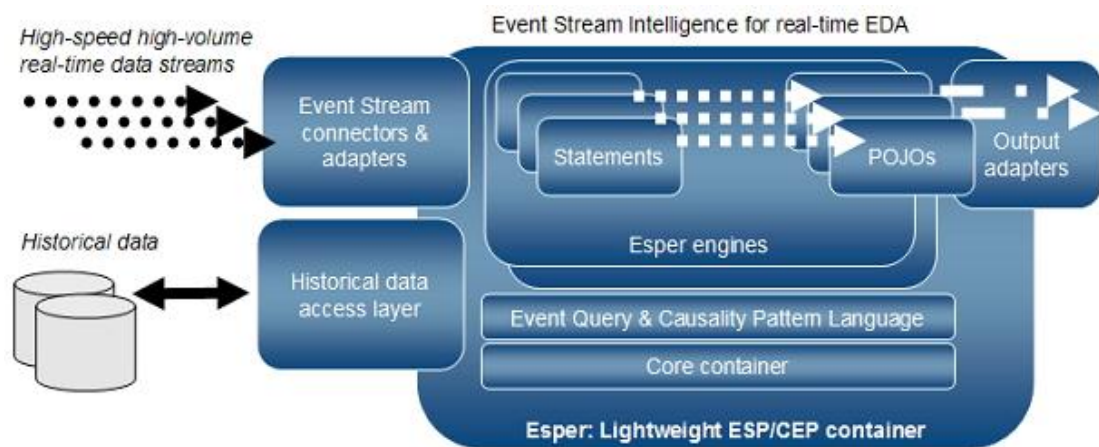 Event Stream Intelligence for real-time EDA
High-speed high-volume
real-time data streams
Event Stream
connectors &
adapters
Statements
POJOs
Output
adapters
Esper engines
Historical data
Historical data
access layer
Event Query & Causality Pattern Language
Core container
Esper: Lightweight ESP/CEP container